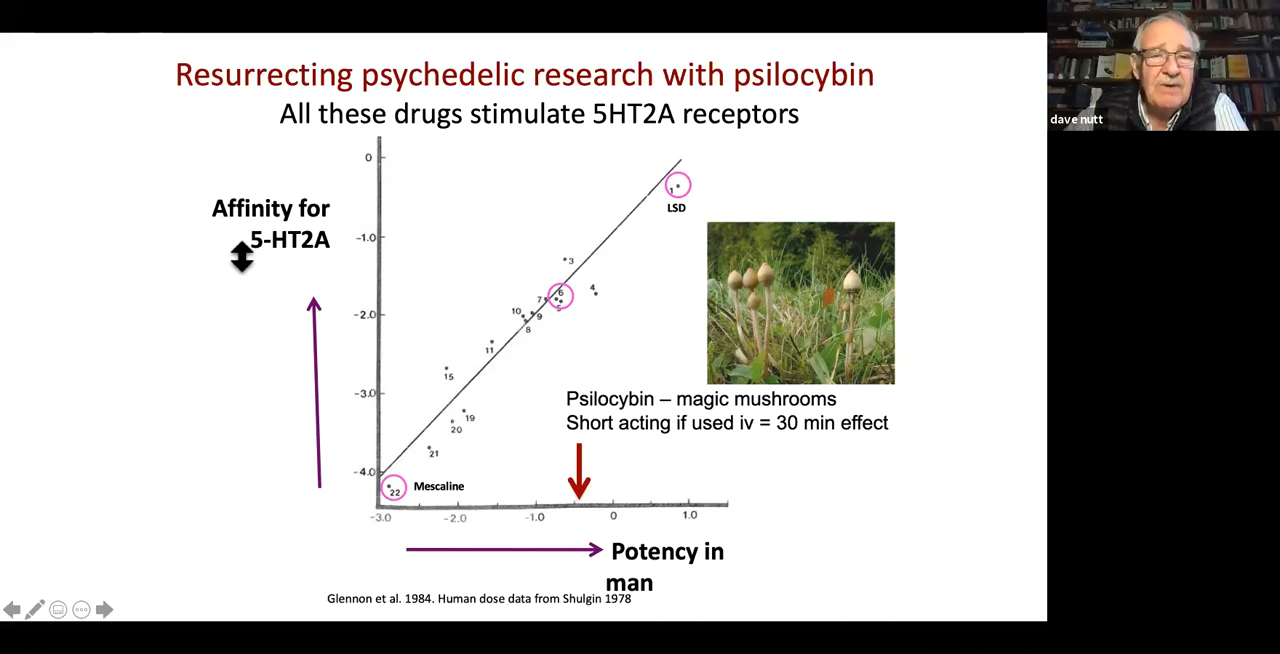 Resurrecting psychedelic research with psilocybin
All these drugs stimulate 5HT2A receptors
Affinity for
5-HT2A
0
-1.0
-2.0
-3.0
-4.0
1
LSD
3
4
6
7
5
10
9
8
11
15
19
20
21
22
Mescaline
Psilocybin – magic mushrooms
Short acting if used iv = 30 min effect
-3.0
-2.0
-1.0
0
1.0
Potency in
man
Glennon et al. 1984. Human dose data from Shulgin 1978
dave nutt